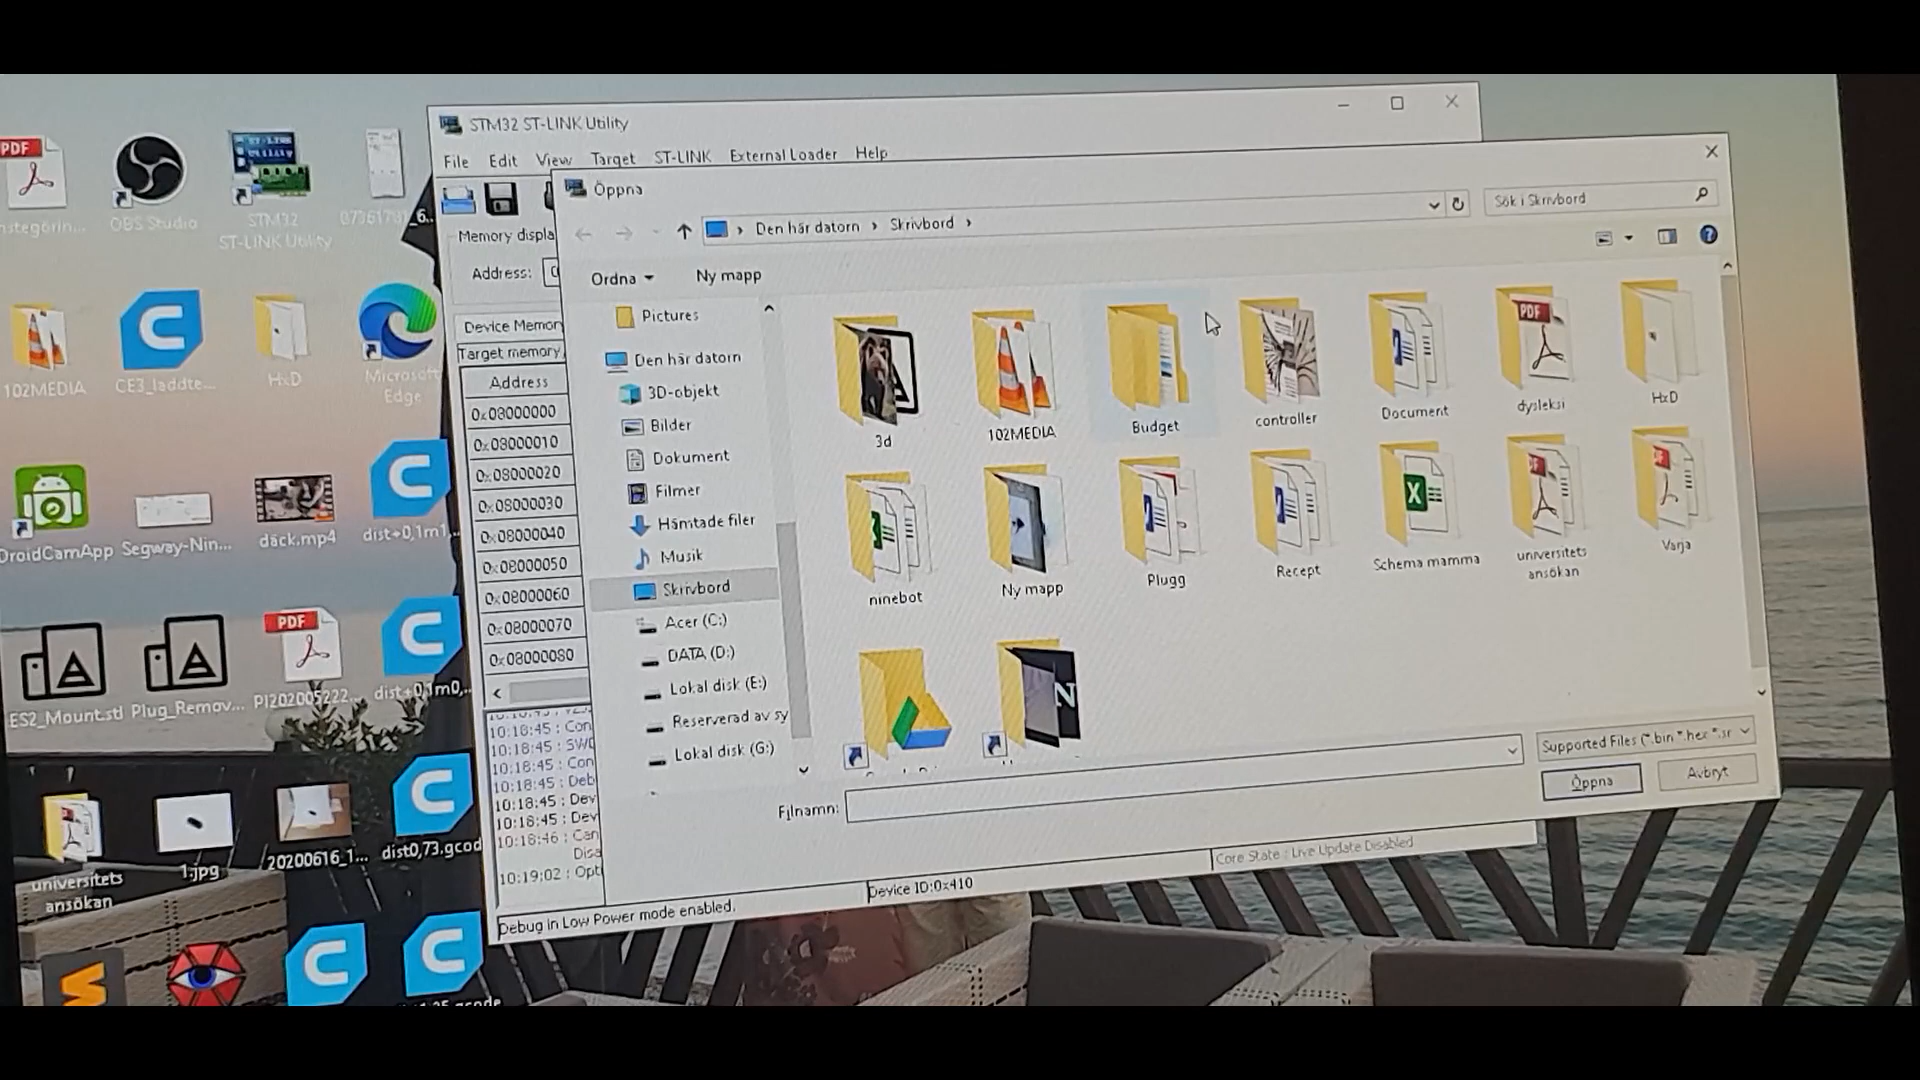 PDF
OBS Studio
STM32
ST-LINK Utility
102MEDIA
CE3_laddte...
HxD
Microsoft
Edge
DroidCamApp
Segway-Nin...
däck.mp4
dist+0,1m1...
PDF
ES2_Mount.stl
Plug_Remov...
PI202005222...
dist+0,1m0,...
universitets
ansökan
1.jpg
20200616_1...
dist0,73.gcod
STM32 ST-LINK Utility
File Edit View Target ST-LINK External Loader Help
Memory displa
Address:
Device Memor
Target memory,
Address
0x08000000
0x08000010
0x08000020
0x08000030
0x08000040
0x08000050
0x08000060
0x08000070
0x08000080
10:18:45 : Con
10:18:45 : SWD
10:18:45 : Con
10:18:45 : Deb
10:18:45 : Dev
10:18:45 : Dev
10:18:46 : Can
Disa
10:19:02 : Opti
Debug in Low Power mode enabled.
Device ID:0x410
Core State : Live Update Disabled
Öppna
Den här datorn › Skrivbord ›
Sök i Skrivbord
Ordna
Ny mapp
Pictures
Den här datorn
3D-objekt
Bilder
Dokument
Filmer
Hämtade filer
Musik
Skrivbord
Acer (C:)
DATA (D:)
Lokal disk (E:)
Reserverad av sy
Lokal disk (G:)
3d
102MEDIA
Budget
controller
Document
PDF
dysleksi
HxD
ninebot
Ny mapp
Plugg
Recept
Schema mamma
universitets
ansökan
Varja
N
Filnamn:
Supported Files (*.bin *.hex *.sr
Öppna
Avbryt